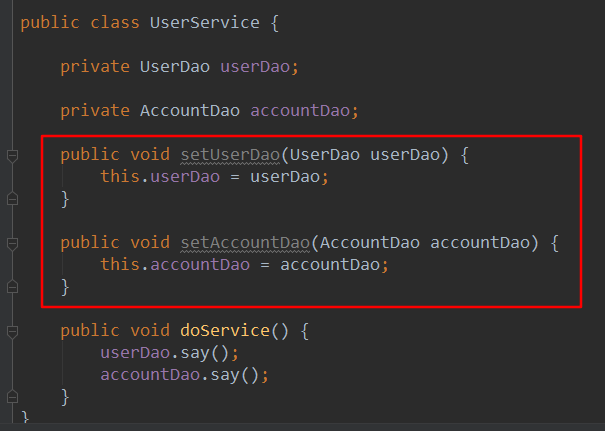 public class UserService {
private UserDao userDao;
private AccountDao accountDao;
public void setUserDao(UserDao userDao) {
this.userDao = userDao;
}
public void setAccountDao(AccountDao accountDao) {
this.accountDao = accountDao;
}
public void doService() {
userDao.say();
accountDao.say();
}
}